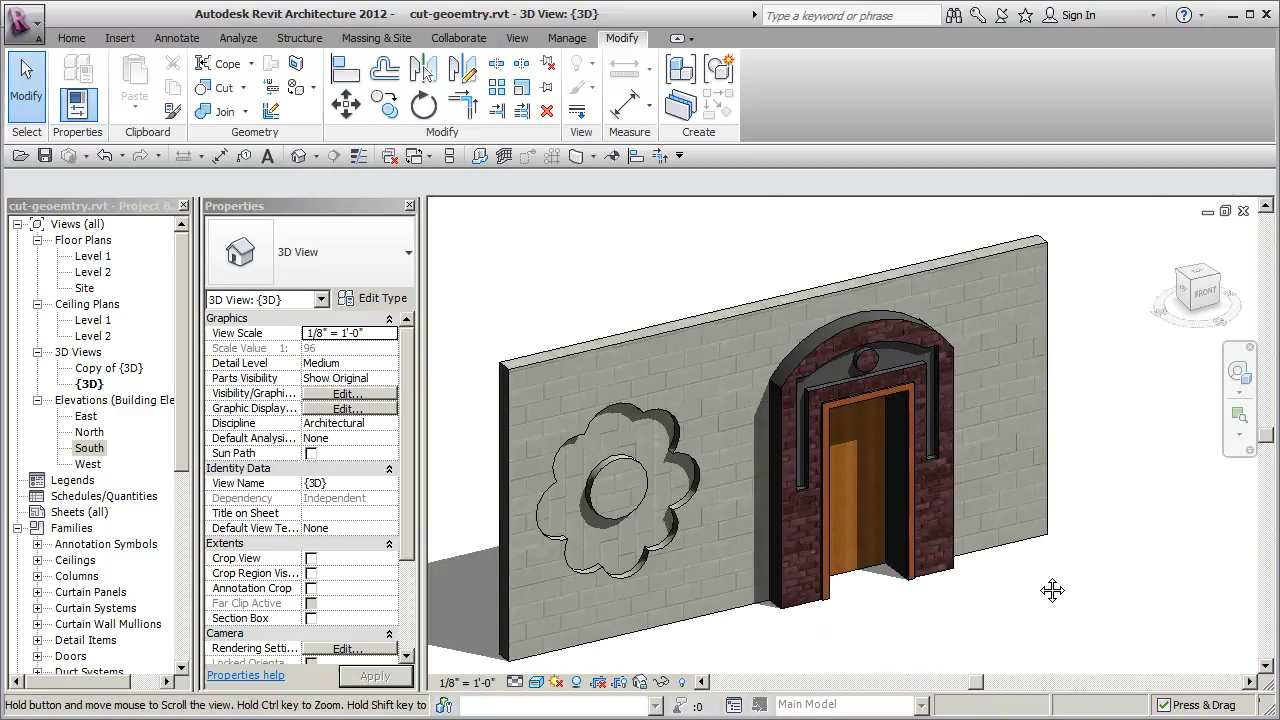 Autodesk Revit Architecture 2012 - cut-geoemtry.rvt - 3D View: {3D}
Type a keyword or phrase
Sign In
Home Insert Annotate Analyze Structure Massing & Site Collaborate View Manage Modify
Modify
Paste
Cope
Cut
Join
Select Properties Clipboard Geometry Modify View Measure Create
cut-geoemtry.rvt - Project B...
Views (all)
Floor Plans
Level 1
Level 2
Site
Ceiling Plans
Level 1
Level 2
3D Views
Copy of {3D}
{3D}
Elevations (Building Ele
East
North
South
West
Legends
Schedules/Quantities
Sheets (all)
Families
Annotation Symbols
Ceilings
Columns
Curtain Panels
Curtain Systems
Curtain Wall Mullions
Detail Items
Doors
Duct Systems
Properties
3D View
3D View: {3D} Edit Type
Graphics
View Scale 1/8" = 1'-0"
Scale Value 1: 96
Detail Level Medium
Parts Visibility Show Original
Visibility/Graphi... Edit...
Graphic Display... Edit...
Discipline Architectural
Default Analysi... None
Sun Path
Identity Data
View Name {3D}
Dependency Independent
Title on Sheet
Default View Te... None
Extents
Crop View
Crop Region Vis...
Annotation Crop
Far Clip Active
Section Box
Camera
Rendering Setti... Edit...
Locked Orienta...
Properties help Apply
FRONT
1/8" = 1'-0"
Hold button and move mouse to Scroll the view. Hold Ctrl key to Zoom. Hold Shift key to
:0
Main Model
Press & Drag